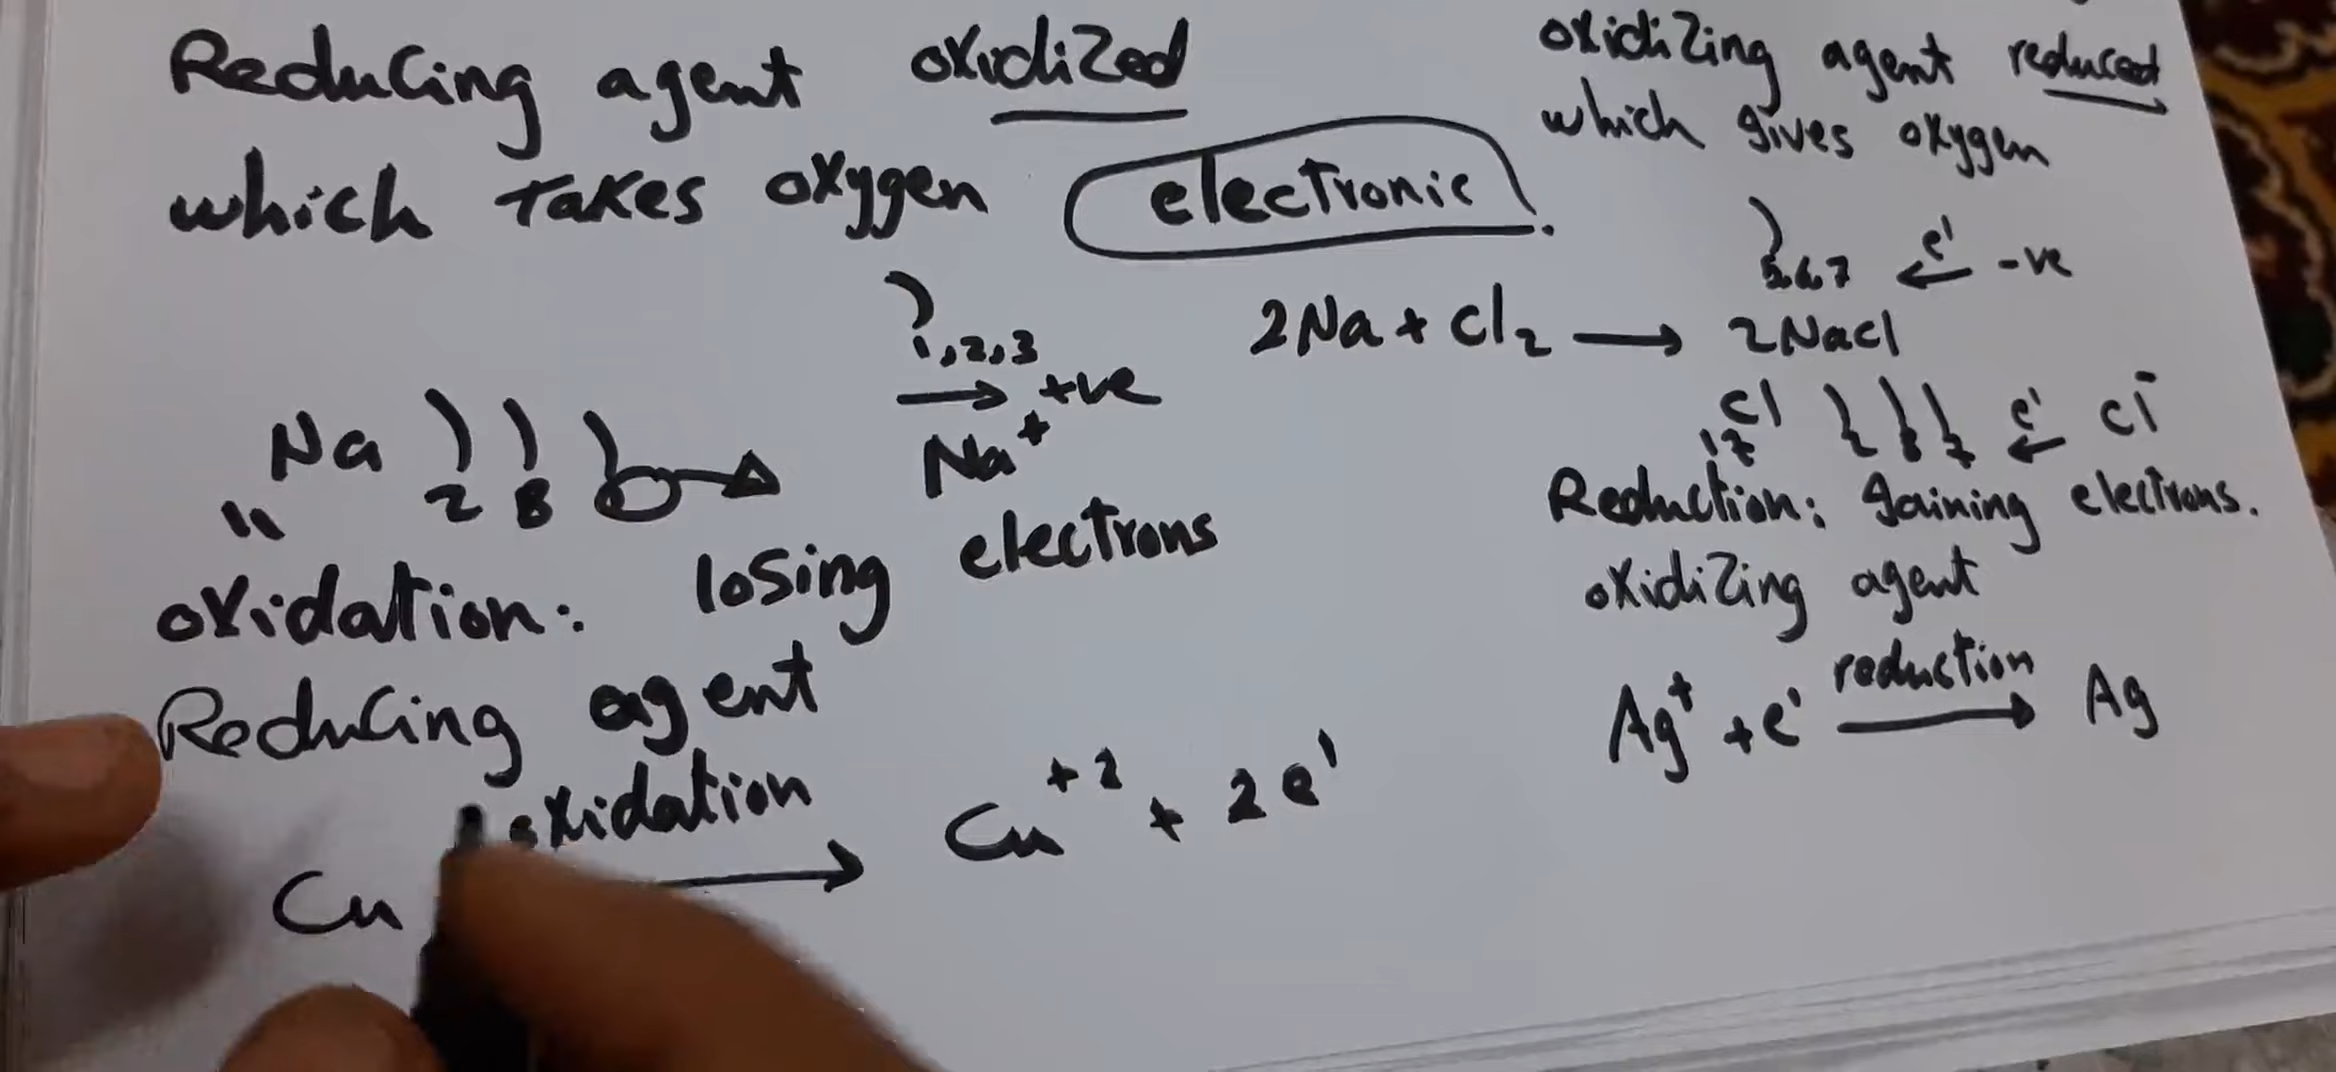 Reducing agent oxidized
which takes oxygen
electronic
oxidizing agent reduced
which gives oxygen
5,6,7 e' -ve
2Na + Cl2 → 2NaCl
1,2,3
→ +ve
Na 2 8 Na+
11
Cl 2 8 7 e' Cl-
17
oxidation: losing electrons
Reducing agent
Reduction: gaining electrons.
oxidizing agent
Cu oxidation → Cu+2 + 2e'
Ag+ + e' reduction → Ag